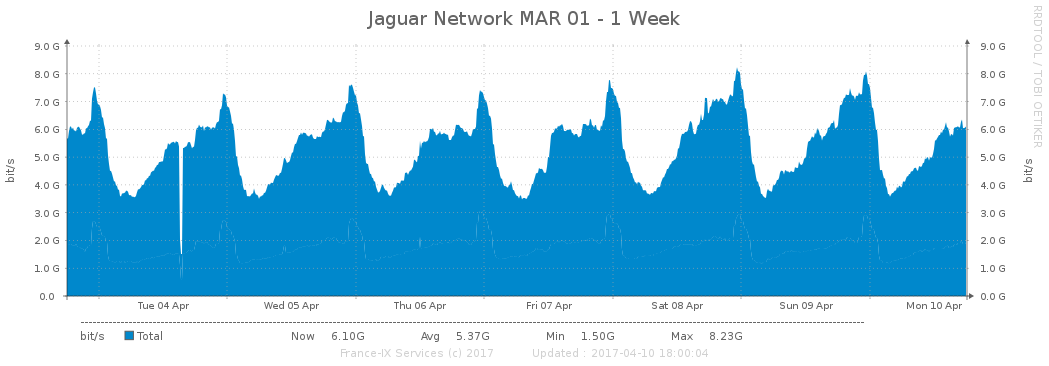 Jaguar Network MAR 01 - 1 Week
RRDTOOL / TOBI OETIKER
9.0 G 9.0 G
8.0 G 8.0 G
7.0 G 7.0 G
6.0 G 6.0 G
5.0 G 5.0 G
4.0 G 4.0 G
3.0 G 3.0 G
2.0 G 2.0 G
1.0 G 1.0 G
0.0 0.0 G
bit/s
bit/s
Tue 04 Apr Wed 05 Apr Thu 06 Apr Fri 07 Apr Sat 08 Apr Sun 09 Apr Mon 10 Apr
bit/s Total Now 6.10G Avg 5.37G Min 1.50G Max 8.23G
France-IX Services (c) 2017 Updated : 2017-04-10 18:00:04